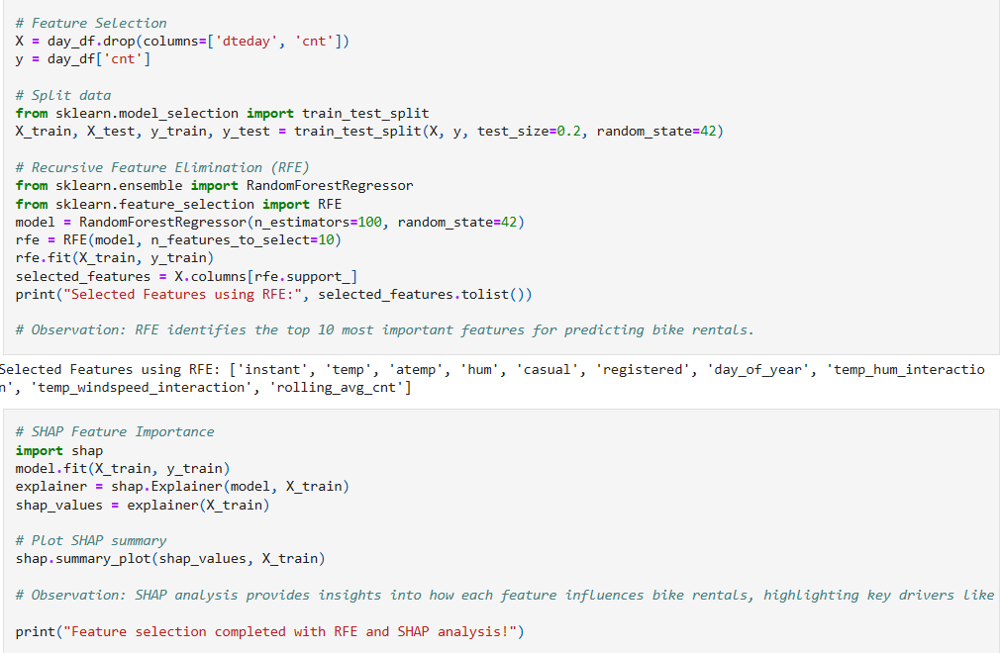 # Feature Selection
X = day_df.drop(columns=['dteday', 'cnt'])
y = day_df['cnt']
# Split data
from sklearn.model_selection import train_test_split
X_train, X_test, y_train, y_test = train_test_split(X, y, test_size=0.2, random_state=42)
# Recursive Feature Elimination (RFE)
from sklearn.ensemble import RandomForestRegressor
from sklearn.feature_selection import RFE
model = RandomForestRegressor(n_estimators=100, random_state=42)
rfe = RFE(model, n_features_to_select=10)
rfe.fit(X_train, y_train)
selected_features = X.columns[rfe.support_]
print("Selected Features using RFE:", selected_features.tolist())
# Observation: RFE identifies the top 10 most important features for predicting bike rentals.
Selected Features using RFE: ['instant', 'temp', 'atemp', 'hum', 'casual', 'registered', 'day_of_year', 'temp_hum_interactio
n', 'temp_windspeed_interaction', 'rolling_avg_cnt']
# SHAP Feature Importance
import shap
model.fit(X_train, y_train)
explainer = shap.Explainer(model, X_train)
shap_values = explainer(X_train)
# Plot SHAP summary
shap.summary_plot(shap_values, X_train)
# Observation: SHAP analysis provides insights into how each feature influences bike rentals, highlighting key drivers like
print("Feature selection completed with RFE and SHAP analysis!")